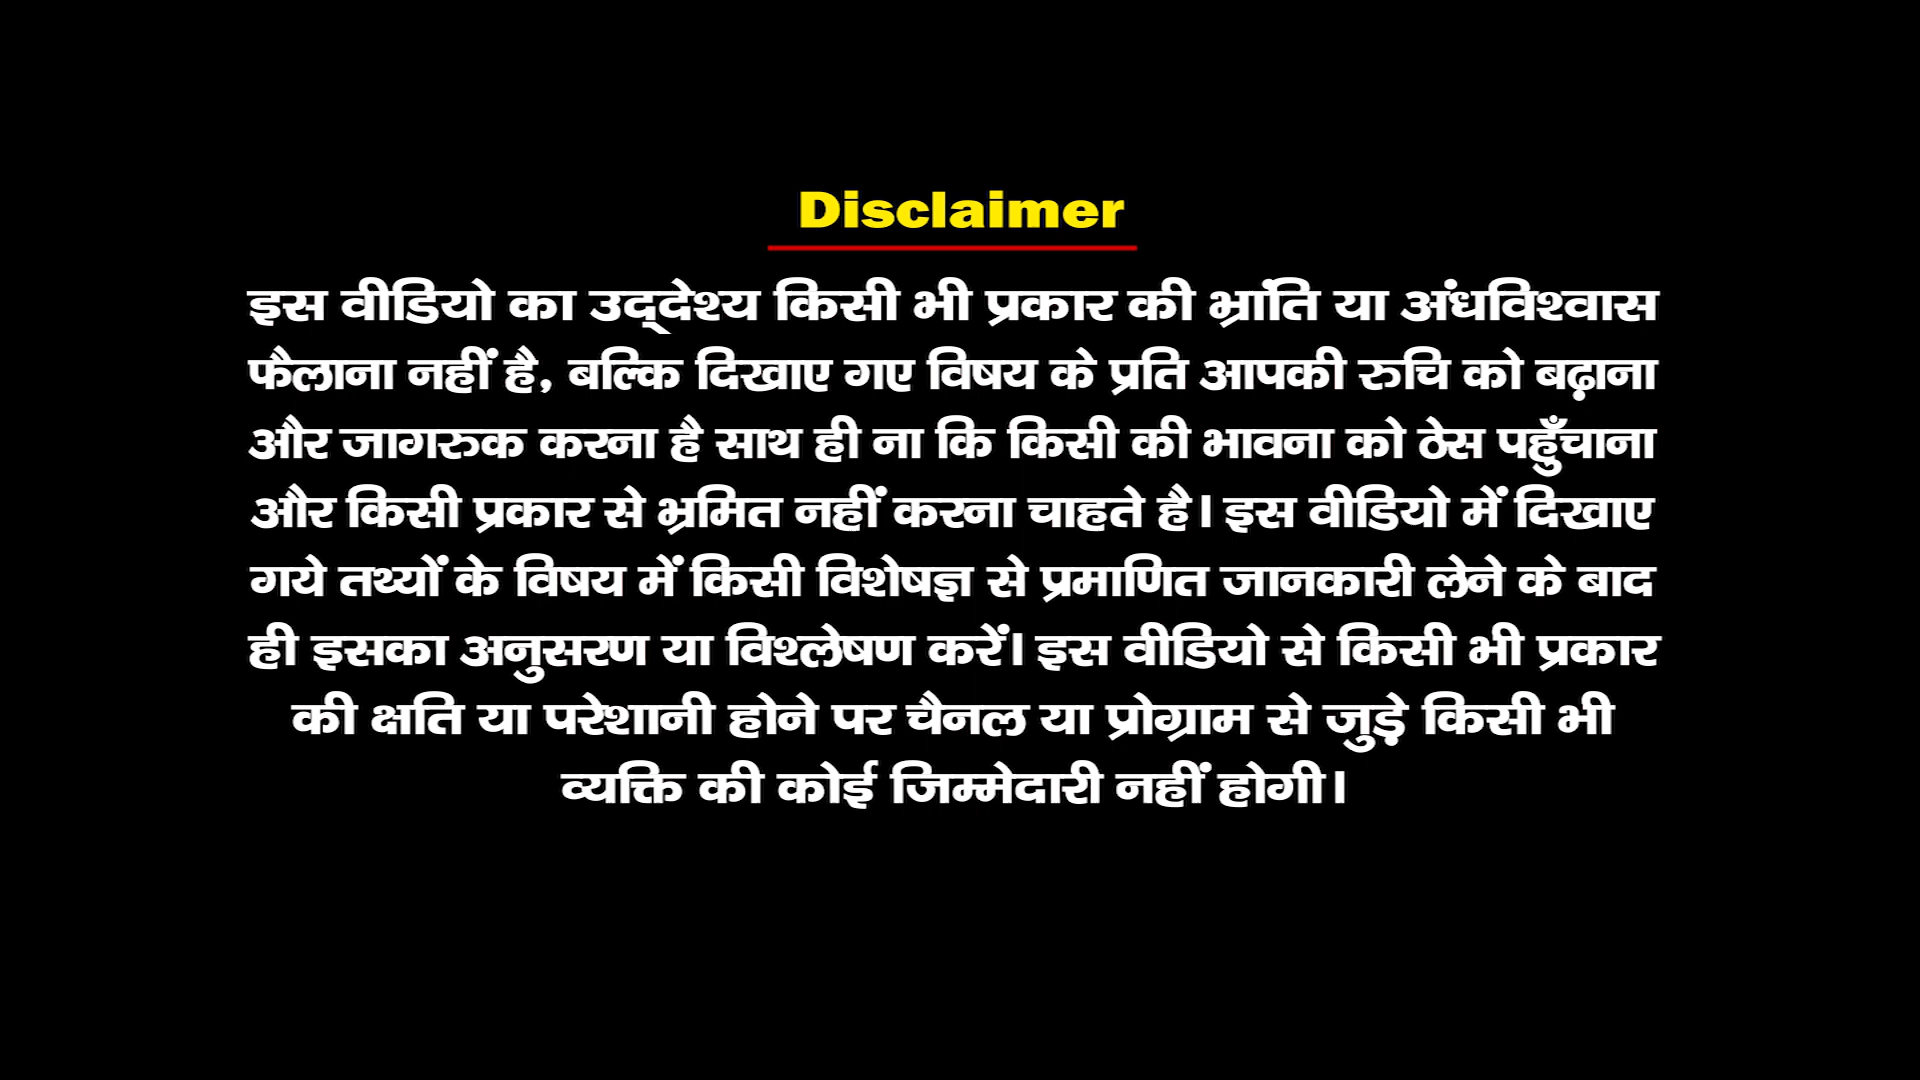 Disclaimer
इस वीडियो का उद्देश्य किसी भी प्रकार की भ्रांति या अंधविश्वास
फैलाना नहीं है, बल्कि दिखाए गए विषय के प्रति आपकी रुचि को बढ़ाना
और जागरुक करना है साथ ही ना कि किसी की भावना को ठेस पहुँचाना
और किसी प्रकार से भ्रमित नहीं करना चाहते है। इस वीडियो में दिखाए
गये तथ्यों के विषय में किसी विशेषज्ञ से प्रमाणित जानकारी लेने के बाद
ही इसका अनुसरण या विश्लेषण करें। इस वीडियो से किसी भी प्रकार
की क्षति या परेशानी होने पर चैनल या प्रोग्राम से जुड़े किसी भी
व्यक्ति की कोई जिम्मेदारी नहीं होगी।